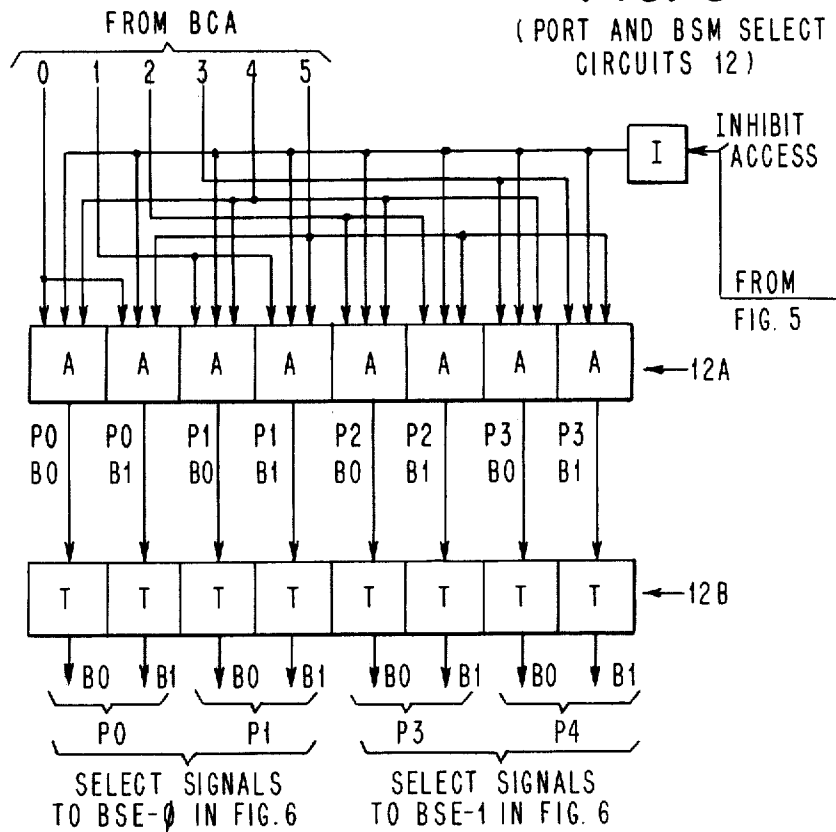 FROM BCA
(PORT AND BSM SELECT
CIRCUITS 12)
0 1 2 3 4 5
I
INHIBIT
ACCESS
FROM
FIG. 5
A A A A A A A A
12A
P0 P0 P1 P1 P2 P2 P3 P3
B0 B1 B0 B1 B0 B1 B0 B1
T T T T T T T T
12B
B0 B1 B0 B1 B0 B1 B0 B1
P0 P1 P3 P4
SELECT SIGNALS SELECT SIGNALS
TO BSE-0̸ IN FIG.6 TO BSE-1 IN FIG. 6